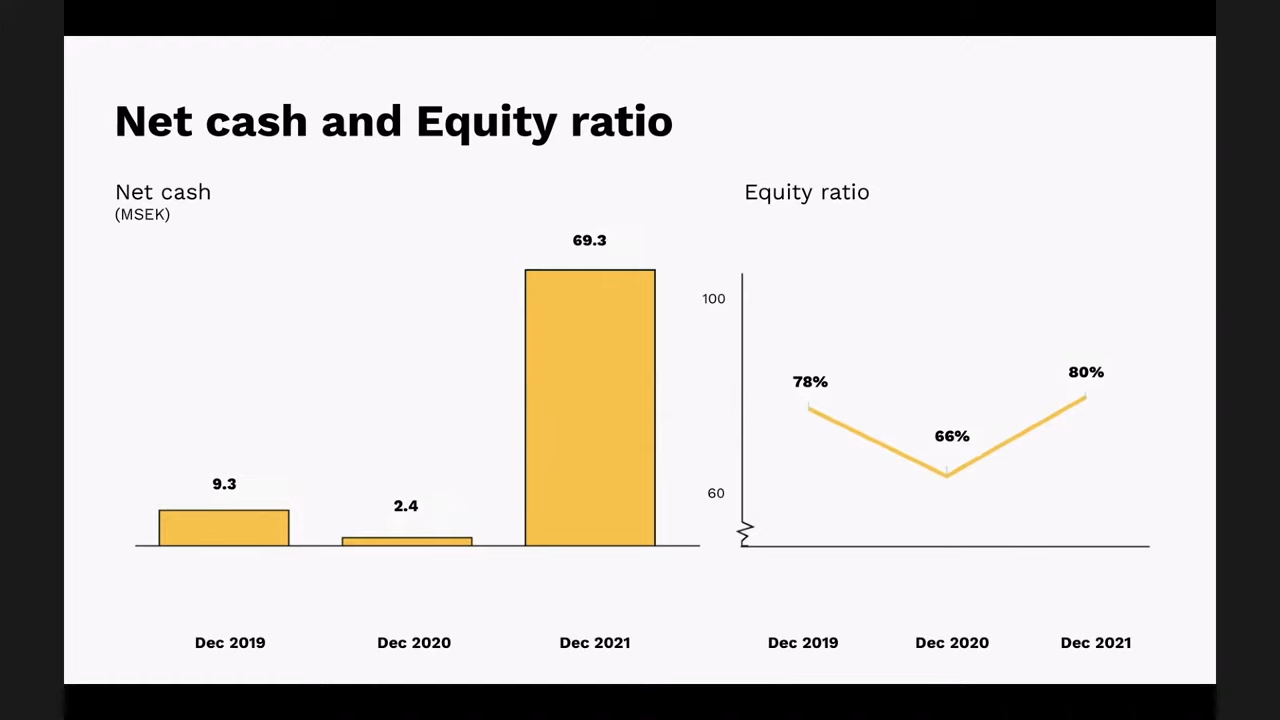 Net cash and Equity ratio
Net cash
(MSEK)
69.3
9.3
2.4
Dec 2019
Dec 2020
Dec 2021
Equity ratio
100
60
78%
66%
80%
Dec 2019
Dec 2020
Dec 2021